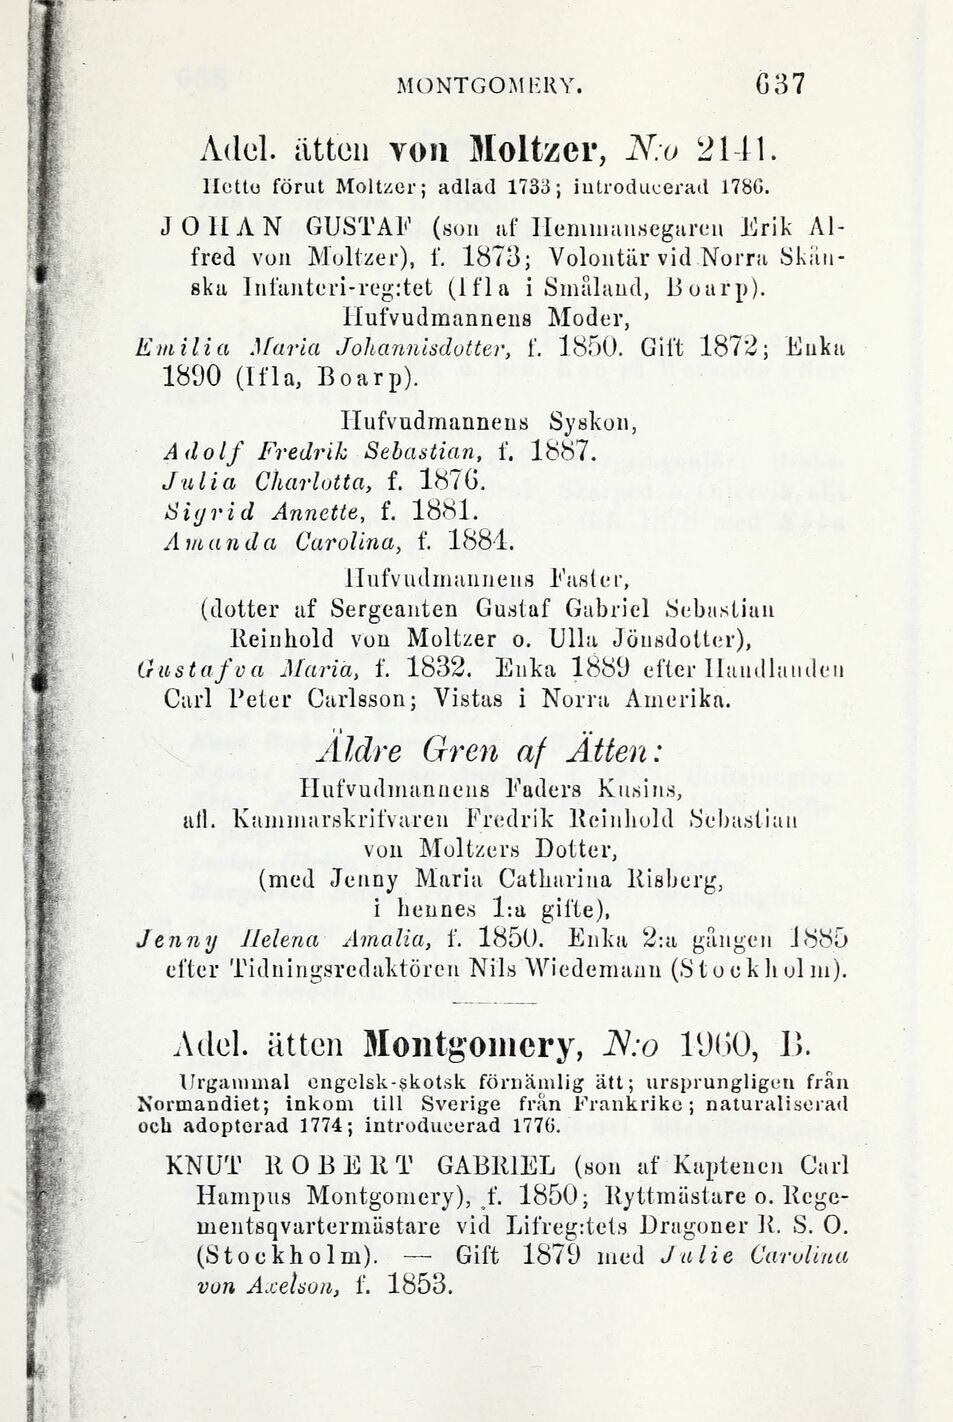 MONTGOMERY. 637
Adel. ätten von Moltzer, N:o 2141.
Hette förut Moltzer; adlad 1733; introducerad 1786.
JOHAN GUSTAF (son af Hemmansegaren Erik Al-
fred von Moltzer), f. 1873; Volontär vid Norra Skån-
ska Infanteri-reg:tet (Ifla i Småland, Boarp).
Hufvudmannens Moder,
Emilia Maria Johannisdotter, f. 1850. Gift 1872; Enka
1890 (Ifla, Boarp).
Hufvudmannens Syskon,
Adolf Fredrik Sebastian, f. 1887.
Julia Charlotta, f. 1876.
Sigrid Annette, f. 1881.
Amanda Carolina, f. 1884.
Hufvudmannens Faster,
(dotter af Sergeanten Gustaf Gabriel Sebastian
Reinhold von Moltzer o. Ulla Jönsdotter),
Gustafva Maria, f. 1832. Enka 1889 efter Handlanden
Carl Peter Carlsson; Vistas i Norra Amerika.
Äldre Gren af Ätten:
Hufvudmannens Faders Kusins,
afl. Kammarskrifvaren Fredrik Reinhold Sebastian
von Moltzers Dotter,
(med Jenny Maria Catharina Risberg,
i hennes 1:a gifte),
Jenny Helena Amalia, f. 1850. Enka 2:a gången 1885
efter Tidningsredaktören Nils Wiedemann (Stockholm).
Adel. ätten Montgomery, N:o 1960, B.
Urgammal engelsk-skotsk förnämlig ätt; ursprungligen från
Normandiet; inkom till Sverige från Frankrike; naturaliserad
och adopterad 1774; introducerad 1776.
KNUT ROBERT GABRIEL (son af Kaptenen Carl
Hampus Montgomery), f. 1850; Ryttmästare o. Rege-
mentsqvartermästare vid Lifreg:tets Dragoner R. S. O.
(Stockholm). — Gift 1879 med Julie Carolina
von Axelson, f. 1853.